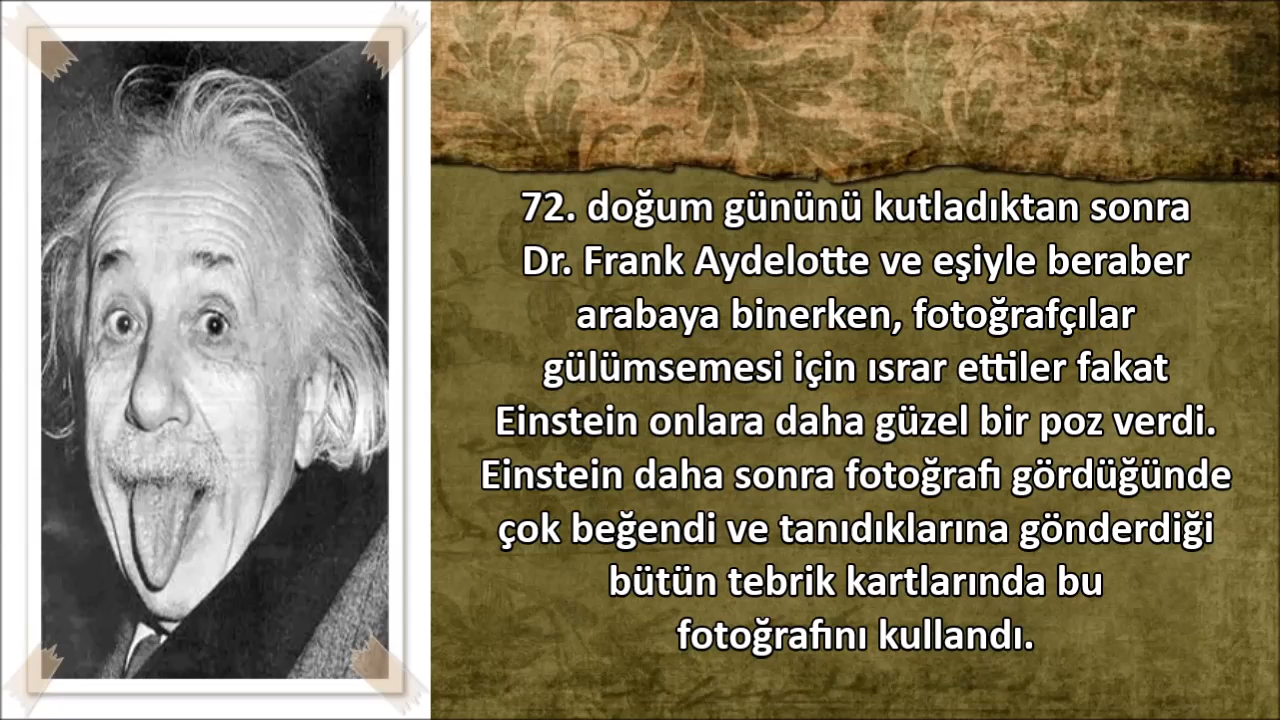 72. doğum gününü kutladıktan sonra
Dr. Frank Aydelotte ve eşiyle beraber
arabaya binerken, fotoğrafçılar
gülümsemesi için ısrar ettiler fakat
Einstein onlara daha güzel bir poz verdi.
Einstein daha sonra fotoğrafı gördüğünde
çok beğendi ve tanıdıklarına gönderdiği
bütün tebrik kartlarında bu
fotoğrafını kullandı.